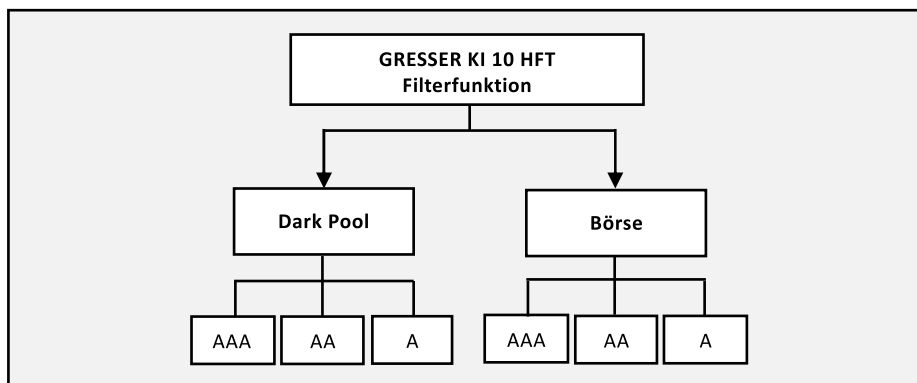 GRESSER KI 10 HFT
Filterfunktion
Dark Pool
Börse
AAA
AA
A
AAA
AA
A